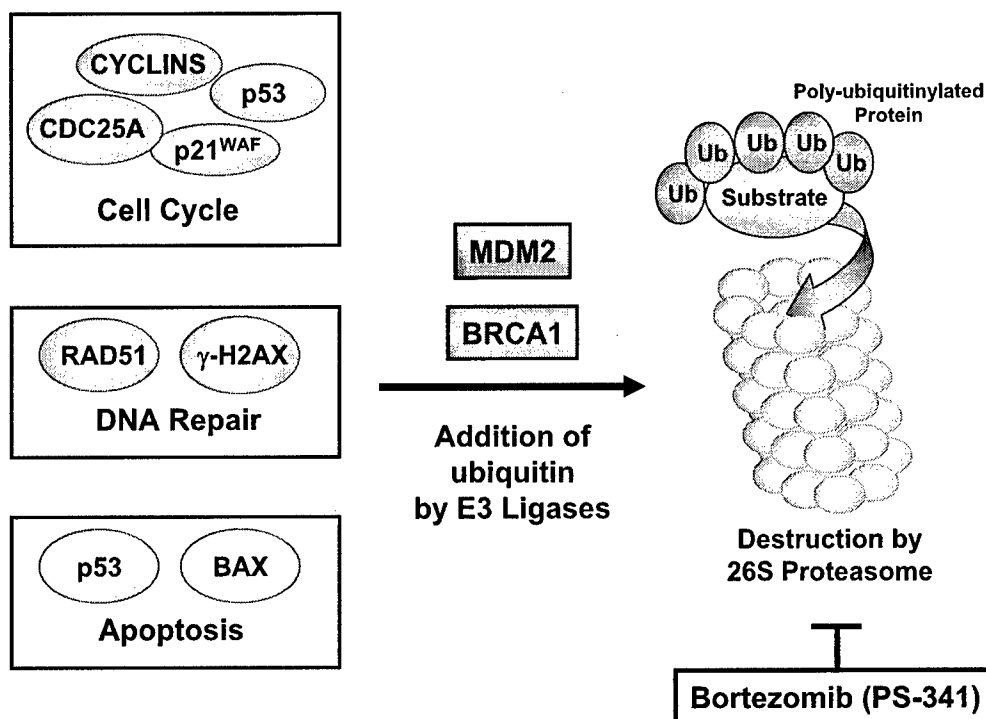 CYCLINS
p53
CDC25A
p21WAF
Cell Cycle
RAD51
γ-H2AX
DNA Repair
p53
BAX
Apoptosis
MDM2
BRCA1
Addition of
ubiquitin
by E3 Ligases
Poly-ubiquitinylated
Protein
Ub
Ub
Ub
Ub
Ub
Substrate
Destruction by
26S Proteasome
Bortezomib (PS-341)